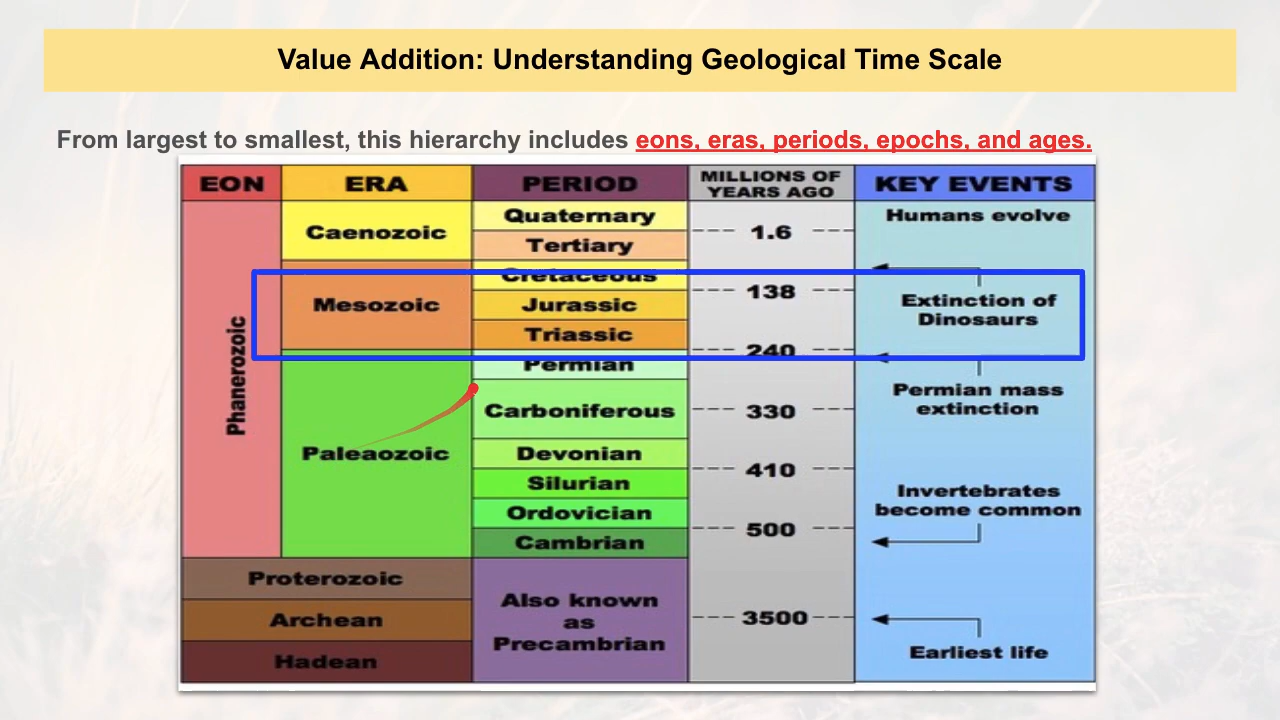 Value Addition: Understanding Geological Time Scale
From largest to smallest, this hierarchy includes eons, eras, periods, epochs, and ages.
EON
ERA
PERIOD
MILLIONS OF
YEARS AGO
KEY EVENTS
Phanerozoic
Caenozoic
Mesozoic
Paleaozoic
Proterozoic
Archean
Hadean
Quaternary
Tertiary
Cretaceous
Jurassic
Triassic
Permian
Carboniferous
Devonian
Silurian
Ordovician
Cambrian
Also known
as
Precambrian
1.6
138
240
330
410
500
3500
Humans evolve
Extinction of
Dinosaurs
Permian mass
extinction
Invertebrates
become common
Earliest life